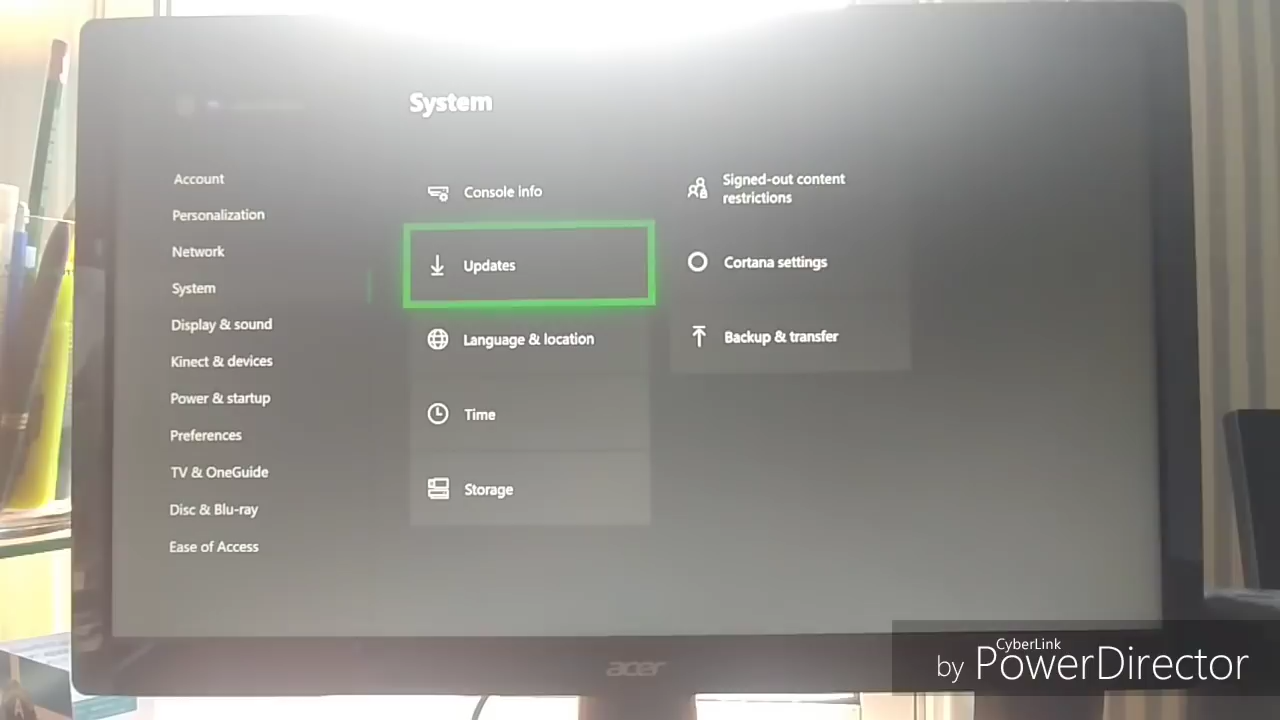 System
Account
Personalization
Network
System
Display & sound
Kinect & devices
Power & startup
Preferences
TV & OneGuide
Disc & Blu-ray
Ease of Access
Console info
Updates
Language & location
Time
Storage
Signed-out content
restrictions
Cortana settings
Backup & transfer
acer
CyberLink
by PowerDirector